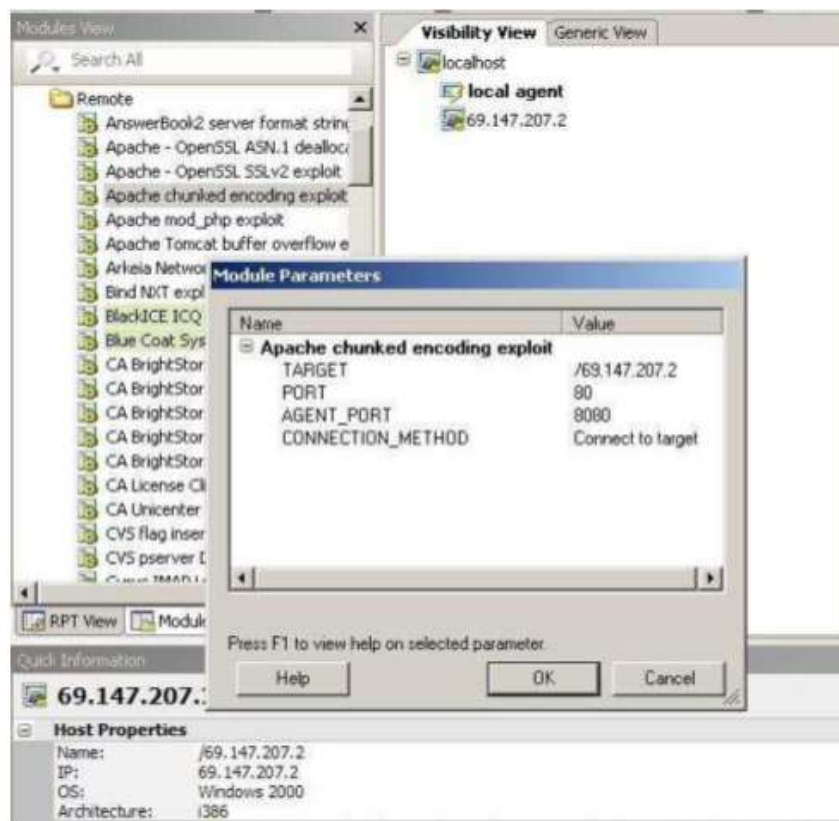 Modules View
Search All
Remote
AnswerBook2 server format string
Apache - OpenSSL ASN.1 dealloc
Apache - OpenSSL SSLv2 exploit
Apache chunked encoding exploit
Apache mod_php exploit
Apache Tomcat buffer overflow e
Arkeia Networ
Bind NXT expl
BlackICE ICQ
Blue Coat Sys
CA BrightStor
CA BrightStor
CA BrightStor
CA BrightStor
CA BrightStor
CA License Cli
CA Unicenter
CVS flag inser
CVS pserver D
RPT View
Module
Visibility View
Generic View
localhost
local agent
69.147.207.2
Module Parameters
Name Value
Apache chunked encoding exploit
TARGET /69.147.207.2
PORT 80
AGENT_PORT 8080
CONNECTION_METHOD Connect to target
Press F1 to view help on selected parameter.
Help OK Cancel
Quick Information
69.147.207.
Host Properties
Name: /69.147.207.2
IP: 69.147.207.2
OS: Windows 2000
Architecture: i386